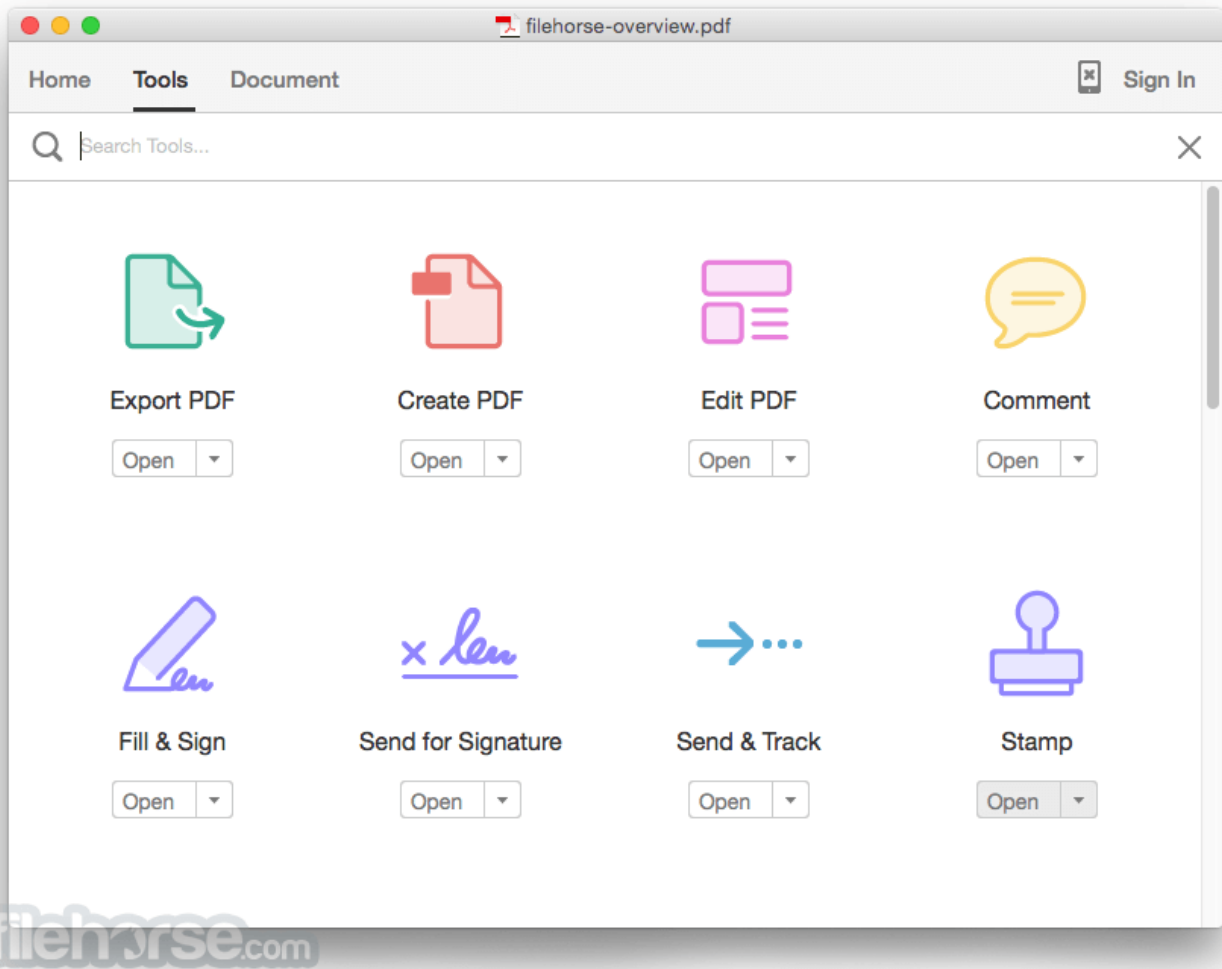 filehorse-overview.pdf
Home Tools Document Sign In
Search Tools...
Export PDF Create PDF Edit PDF Comment
Open Open Open Open
Fill & Sign Send for Signature Send & Track Stamp
Open Open Open Open
filehorse.com